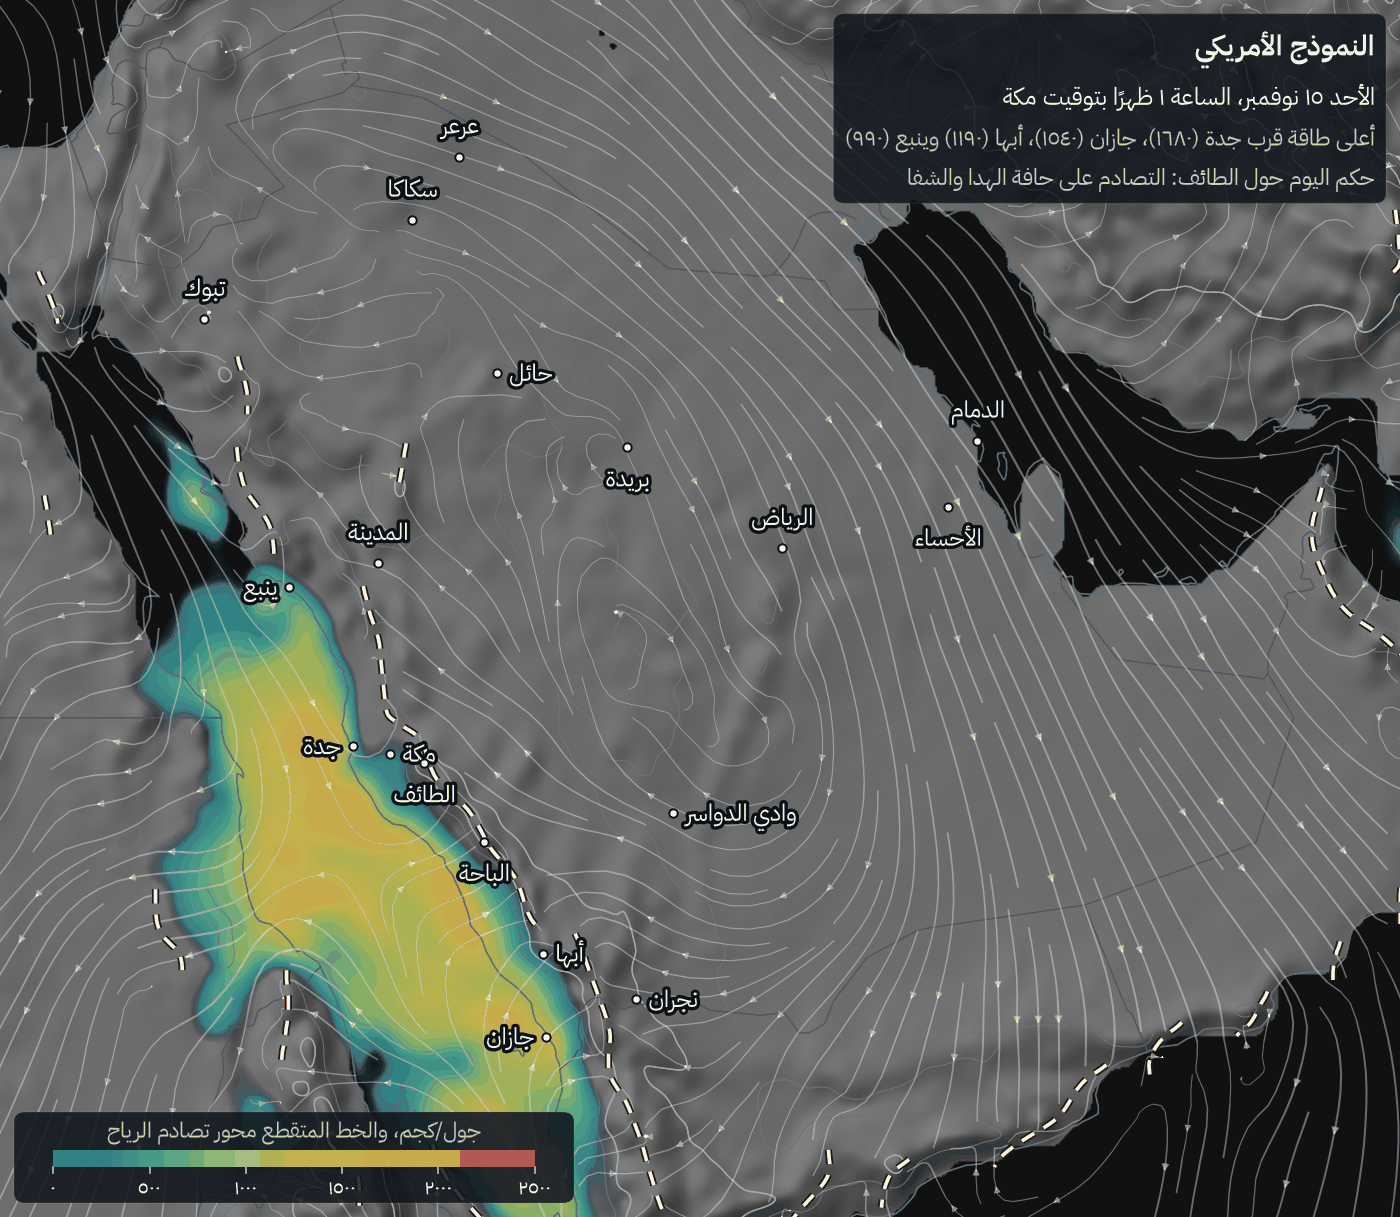 النموذج الأمريكي
الأحد ١٥ نوفمبر، الساعة ١ ظهرًا بتوقيت مكة
أعلى طاقة قرب جدة (١٦٨٠)، جازان (١٥٤٠)، أبها (١١٩٠) وينبع (٩٩٠)
حكم اليوم حول الطائف: التصادم على حافة الهدا والشفا
عرعر
سكاكا
تبوك
حائل
الدمام
بريدة
الرياض
الأحساء
المدينة
ينبع
جدة
مكة
الطائف
وادي الدواسر
الباحة
أبها
نجران
جازان
جول/كجم، والخط المتقطع محور تصادم الرياح
٠ ٥٠٠ ١٠٠٠ ١٥٠٠ ٢٠٠٠ ٢٥٠٠